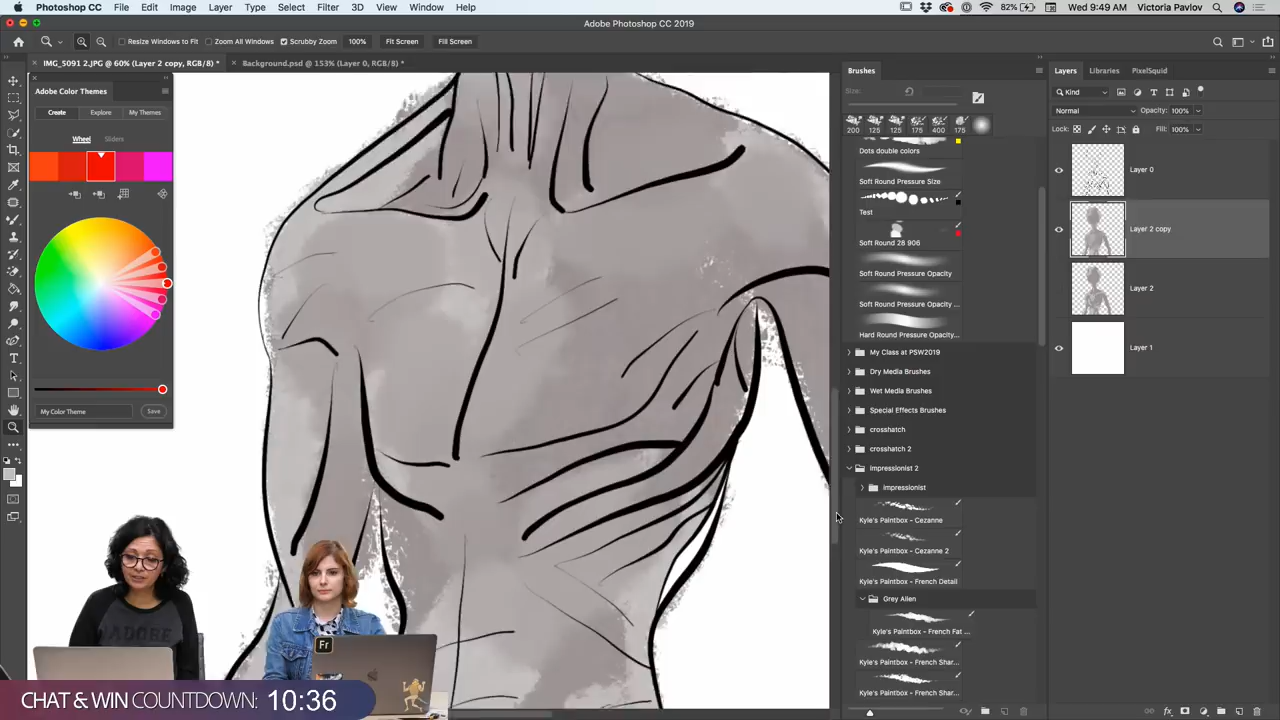 Photoshop CC File Edit Image Layer Type Select Filter 3D View Window Help 82% Wed 9:49 AM Victoria Pavlov
Adobe Photoshop CC 2019
Resize Windows to Fit Zoom All Windows Scrubby Zoom 100% Fit Screen Fill Screen
IMG_5091 2.JPG @ 60% (Layer 2 copy, RGB/8) * Background.psd @ 153% (Layer 0, RGB/8) *
Adobe Color Themes
Create Explore My Themes
Wheel Sliders
My Color Theme Save
Brushes
Size:
200 125 125 175 400 175
Dots double colors
Soft Round Pressure Size
Test
Soft Round 28 906
Soft Round Pressure Opacity
Soft Round Pressure Opacity ...
Hard Round Pressure Opacity...
My Class at PSW2019
Dry Media Brushes
Wet Media Brushes
Special Effects Brushes
crosshatch
crosshatch 2
Impressionist 2
Impressionist
Kyle's Paintbox - Cezanne
Kyle's Paintbox - Cezanne 2
Kyle's Paintbox - French Detail
Grey Allen
Kyle's Paintbox - French Fat ...
Kyle's Paintbox - French Shar...
Kyle's Paintbox - French Shar...
Layers Libraries PixelSquid
Kind
Normal Opacity: 100%
Lock: Fill: 100%
Layer 0
Layer 2 copy
Layer 2
Layer 1
ADOBE
Fr
CHAT & WIN COUNTDOWN: 10:36